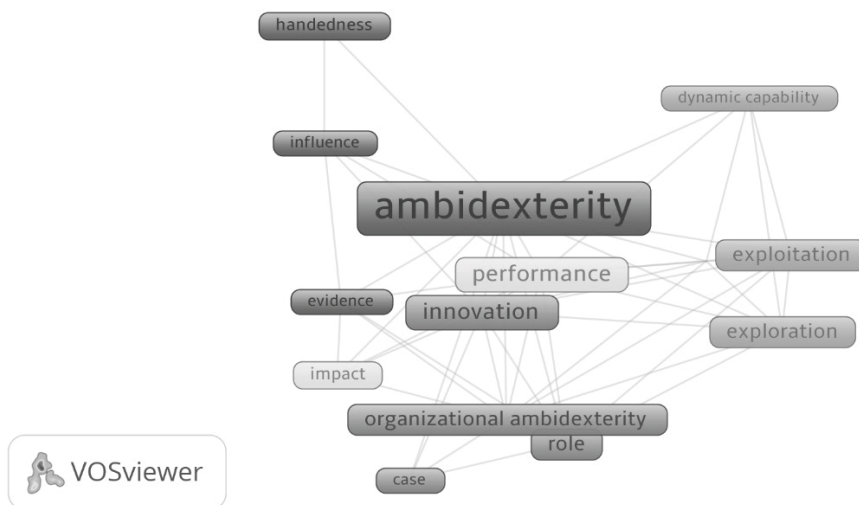 handedness
dynamic capability
influence
ambidexterity
exploitation
performance
evidence
innovation
exploration
impact
organizational ambidexterity
role
case
VOSviewer